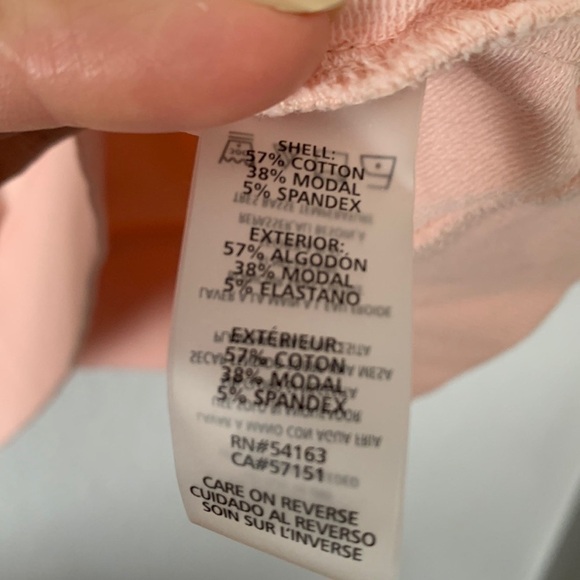 SHELL:
57% COTTON
38% MODAL
5% SPANDEX
EXTERIOR:
57% ALGODÓN
38% MODAL
5% ELASTANO
EXTÉRIEUR:
57% COTON
38% MODAL
5% SPANDEX
RN#54163
CA#57151
CARE ON REVERSE
CUIDADO AL REVERSO
SOIN SUR L'INVERSE